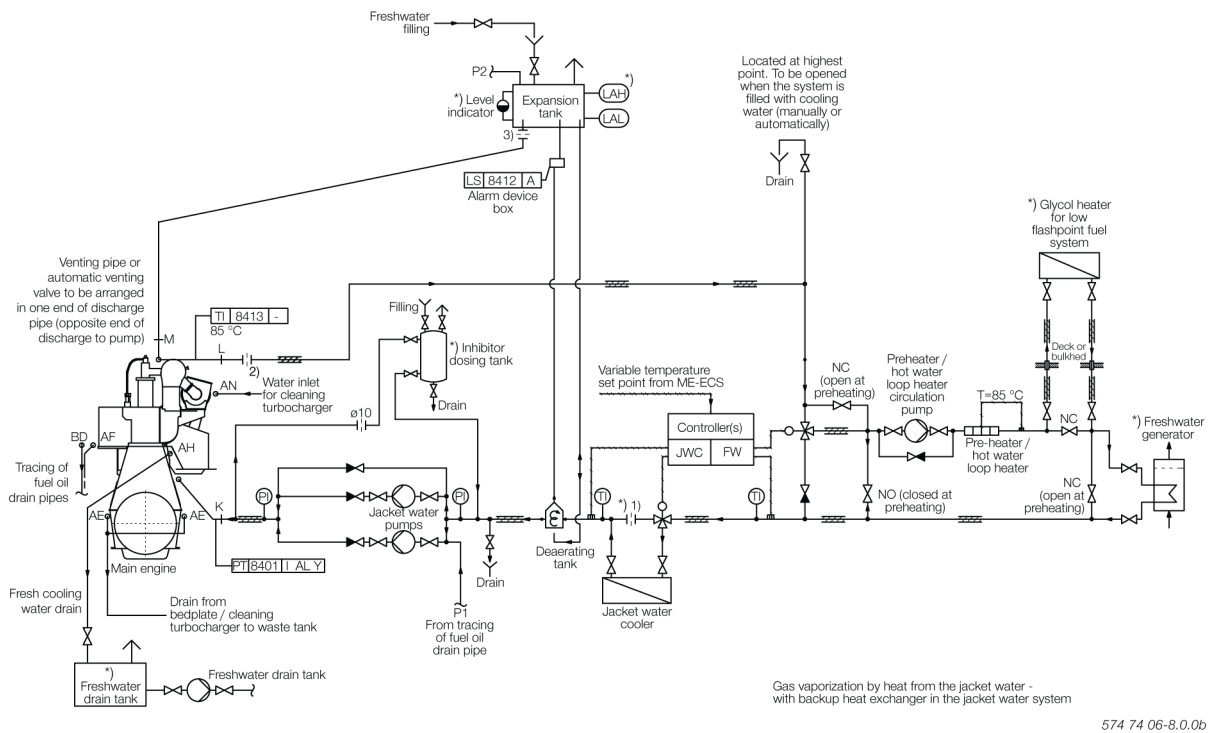 Freshwater
filling
P2
*) Level
indicator
Expansion
tank
LAH
*)
LAL
3)
LS 8412 A
Alarm device
box
Located at highest
point. To be opened
when the system is
filled with cooling
water (manually or
automatically)
Drain
*) Glycol heater
for low
flashpoint fuel
system
Venting pipe or
automatic venting
valve to be arranged
in one end of discharge
pipe (opposite end of
discharge to pump)
M
TI 8413 -
85 °C
L
2)
Filling
*) Inhibitor
dosing tank
Drain
AN
Water inlet
for cleaning
turbocharger
ø10
Variable temperature
set point from ME-ECS
Controller(s)
JWC FW
NC
(open at
preheating)
Preheater /
hot water
loop heater
circulation
pump
T=85 °C
Pre-heater /
hot water
loop heater
Deck or
bulkhed
NC
*) Freshwater
generator
BD
AF
AH
Tracing of
fuel oil
drain pipes
AE
AE
K
PI
PI
Jacket water
pumps
TI
*) 1)
TI
NO (closed at
preheating)
NC
(open at
preheating)
Main engine
PT 8401 I AL Y
Drain
Deaerating
tank
Jacket water
cooler
Fresh cooling
water drain
Drain from
bedplate / cleaning
turbocharger to waste tank
P1
From tracing
of fuel oil
drain pipe
*)
Freshwater
drain tank
Freshwater drain tank
Gas vaporization by heat from the jacket water -
with backup heat exchanger in the jacket water system
574 74 06-8.0.0b